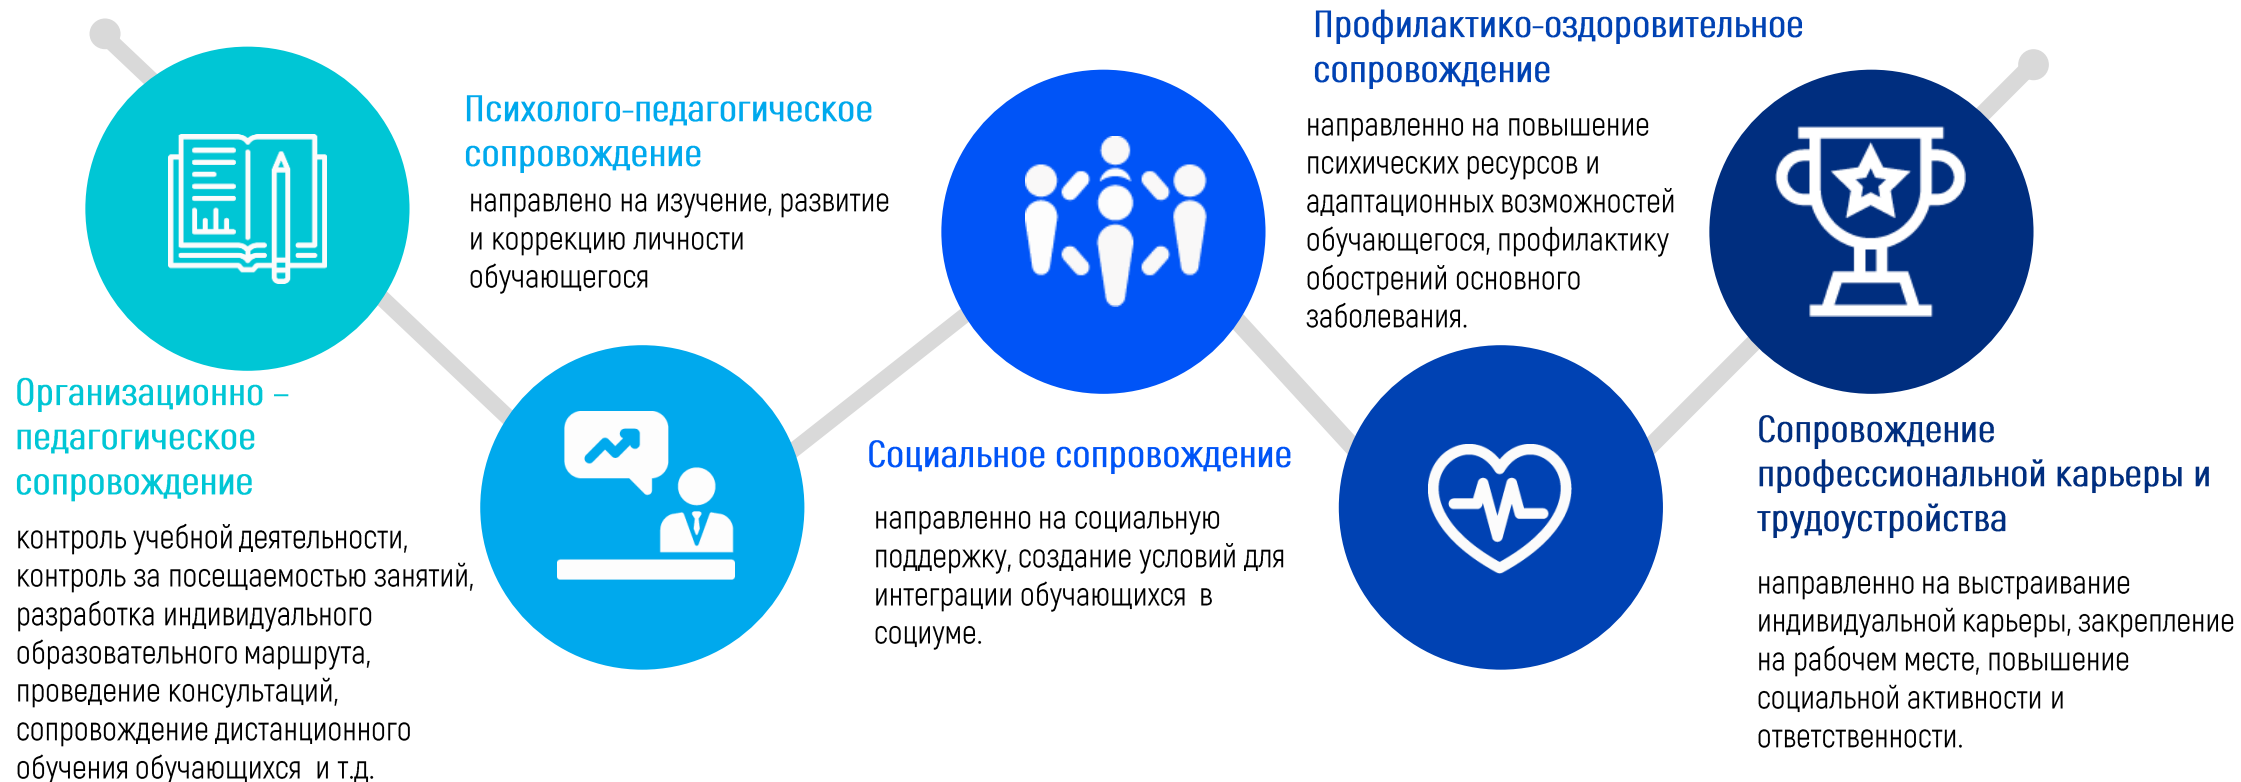 Организационно –
педагогическое
сопровождение
контроль учебной деятельности,
контроль за посещаемостью занятий,
разработка индивидуального
образовательного маршрута,
проведение консультаций,
сопровождение дистанционного
обучения обучающихся и т.д.
Психолого-педагогическое
сопровождение
направлено на изучение, развитие
и коррекцию личности
обучающегося
Социальное сопровождение
направленно на социальную
поддержку, создание условий для
интеграции обучающихся в
социуме.
Профилактико-оздоровительное
сопровождение
направленно на повышение
психических ресурсов и
адаптационных возможностей
обучающегося, профилактику
обострений основного
заболевания.
Сопровождение
профессиональной карьеры и
трудоустройства
направленно на выстраивание
индивидуальной карьеры, закрепление
на рабочем месте, повышение
социальной активности и
ответственности.